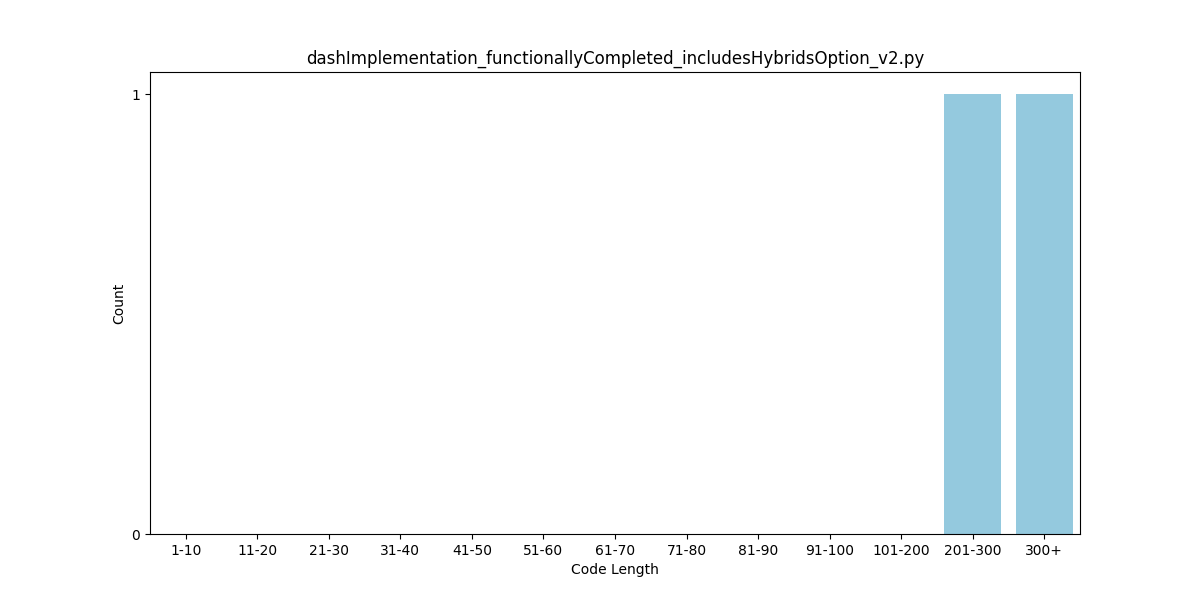 dashImplementation_functionallyCompleted_includesHybridsOption_v2.py
1
Count
0
1-10 11-20 21-30 31-40 41-50 51-60 61-70 71-80 81-90 91-100 101-200 201-300 300+
Code Length